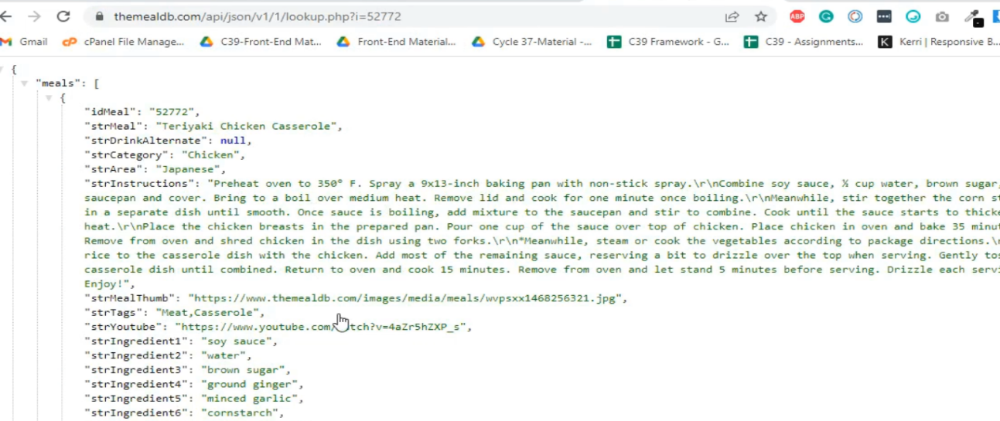 themealdb.com/api/json/v1/1/lookup.php?i=52772
ABP
Gmail cPanel File Manage... C39-Front-End Mat... Front-End Material... Cycle 37-Material -... C39 Framework - G... C39 - Assignments... K Kerri | Responsive B...
{
"meals": [
{
"idMeal": "52772",
"strMeal": "Teriyaki Chicken Casserole",
"strDrinkAlternate": null,
"strCategory": "Chicken",
"strArea": "Japanese",
"strInstructions": "Preheat oven to 350° F. Spray a 9x13-inch baking pan with non-stick spray.\r\nCombine soy sauce, ½ cup water, brown sugar,
saucepan and cover. Bring to a boil over medium heat. Remove lid and cook for one minute once boiling.\r\nMeanwhile, stir together the corn st
in a separate dish until smooth. Once sauce is boiling, add mixture to the saucepan and stir to combine. Cook until the sauce starts to thicke
heat.\r\nPlace the chicken breasts in the prepared pan. Pour one cup of the sauce over top of chicken. Place chicken in oven and bake 35 minut
Remove from oven and shred chicken in the dish using two forks.\r\n*Meanwhile, steam or cook the vegetables according to package directions.\
rice to the casserole dish with the chicken. Add most of the remaining sauce, reserving a bit to drizzle over the top when serving. Gently tos
casserole dish until combined. Return to oven and cook 15 minutes. Remove from oven and let stand 5 minutes before serving. Drizzle each servi
Enjoy!",
"strMealThumb": "https://www.themealdb.com/images/media/meals/wvpsxx1468256321.jpg",
"strTags": "Meat,Casserole",
"strYoutube": "https://www.youtube.com/ tch?v=4aZr5hZXP_s",
"strIngredient1": "soy sauce",
"strIngredient2": "water",
"strIngredient3": "brown sugar",
"strIngredient4": "ground ginger",
"strIngredient5": "minced garlic",
"strIngredient6": "cornstarch",